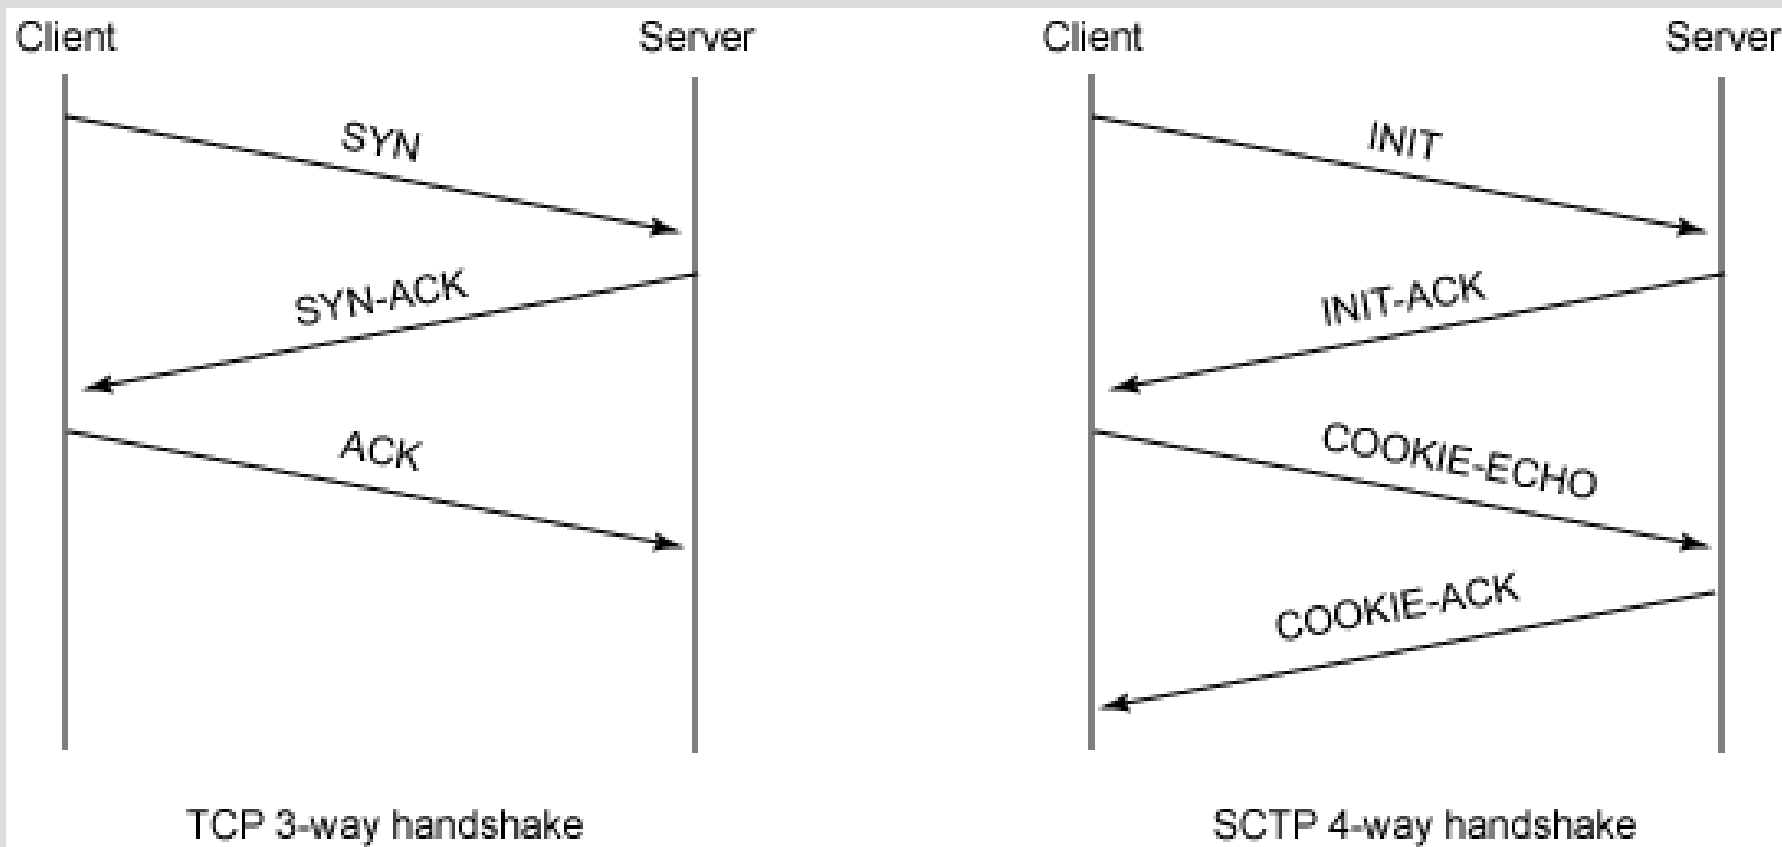 Client
Server
SYN
SYN-ACK
ACK
TCP 3-way handshake
Client
Server
INIT
INIT-ACK
COOKIE-ECHO
COOKIE-ACK
SCTP 4-way handshake